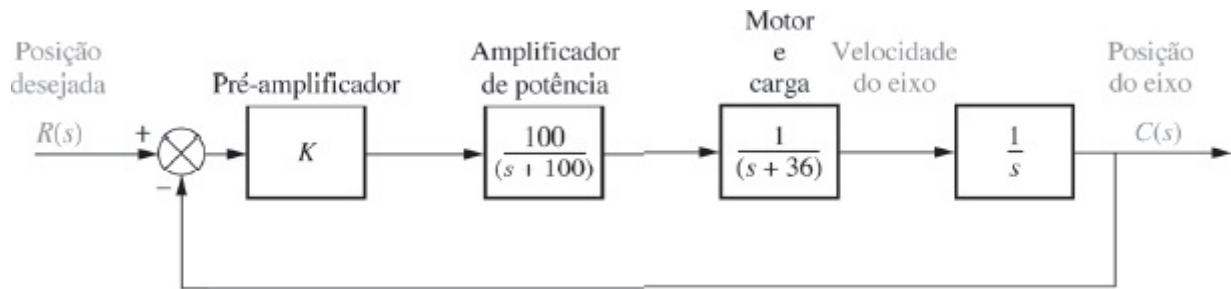 Posição
desejada
R(s)
+
−
Pré-amplificador
K
Amplificador
de potência
100
(s + 100)
Motor
e
carga
1
(s + 36)
Velocidade
do eixo
1
s
Posição
do eixo
C(s)